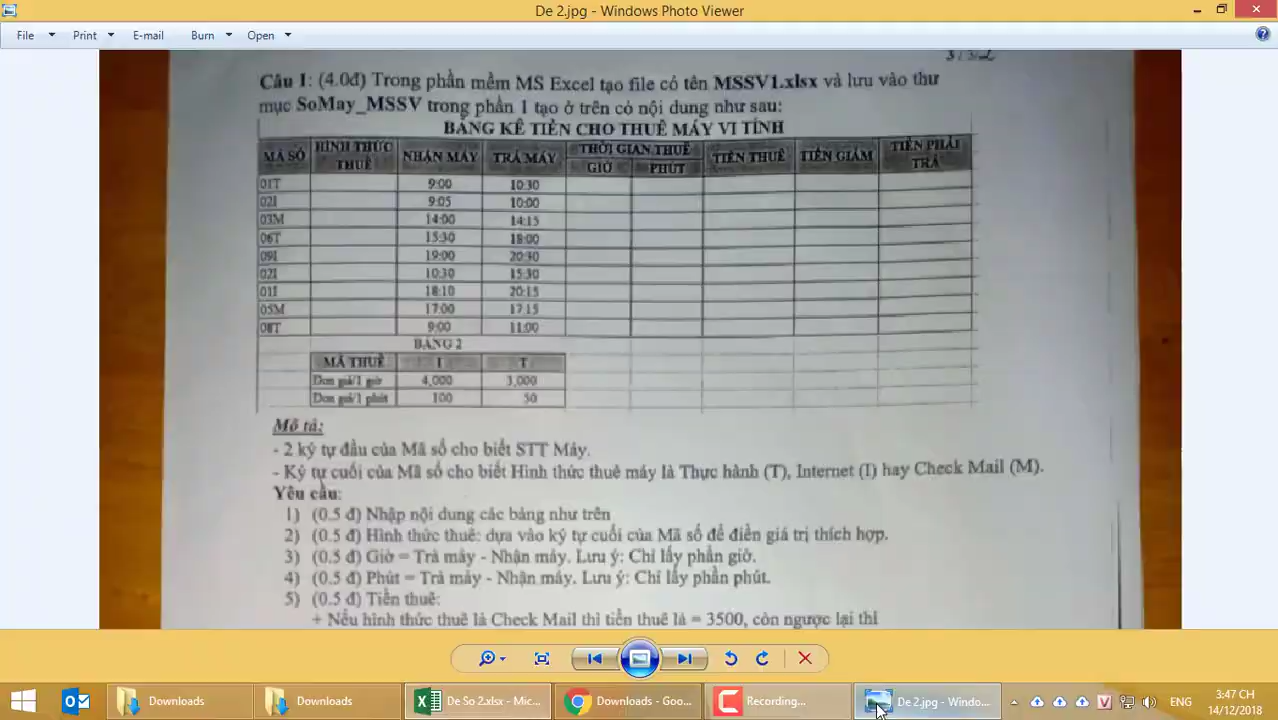 De 2.jpg - Windows Photo Viewer
File Print E-mail Burn Open
Câu 1: (4.0đ) Trong phần mềm MS Excel tạo file có tên MSSV1.xlsx và lưu vào thư
mục SoMay_MSSV trong phần 1 tạo ở trên có nội dung như sau:
BẢNG KÊ TIỀN CHO THUÊ MÁY VI TÍNH
MÃ SỐ HÌNH THỨC THUÊ NHẬN MÁY TRẢ MÁY THỜI GIAN THUÊ GIỜ PHÚT TIỀN THUÊ TIỀN GIẢM TIỀN PHẢI TRẢ
01T 9:00 10:30
02I 9:05 10:00
03M 14:00 14:15
06T 15:30 18:00
09I 19:00 20:30
02I 10:30 15:30
01I 18:10 20:15
05M 17:00 17:15
08T 9:00 11:00
BẢNG 2
MÃ THUÊ I T
Đơn giá/1 giờ 4,000 3,000
Đơn giá/1 phút 100 50
Mô tả:
- 2 ký tự đầu của Mã số cho biết STT Máy.
- Ký tự cuối của Mã số cho biết Hình thức thuê máy là Thực hành (T), Internet (I) hay Check Mail (M).
Yêu cầu:
1) (0.5 đ) Nhập nội dung các bảng như trên
2) (0.5 đ) Hình thức thuê: dựa vào ký tự cuối của Mã số để điền giá trị thích hợp.
3) (0.5 đ) Giờ = Trả máy - Nhận máy. Lưu ý: Chỉ lấy phần giờ.
4) (0.5 đ) Phút = Trả máy - Nhận máy. Lưu ý: Chỉ lấy phần phút.
5) (0.5 đ) Tiền thuê:
+ Nếu hình thức thuê là Check Mail thì tiền thuê là = 3500, còn ngược lại thì
Downloads Downloads De So 2.xlsx - Mic... Downloads - Goo... Recording... De 2.jpg - Windo... CHENG 3:47 CH
14/12/2018